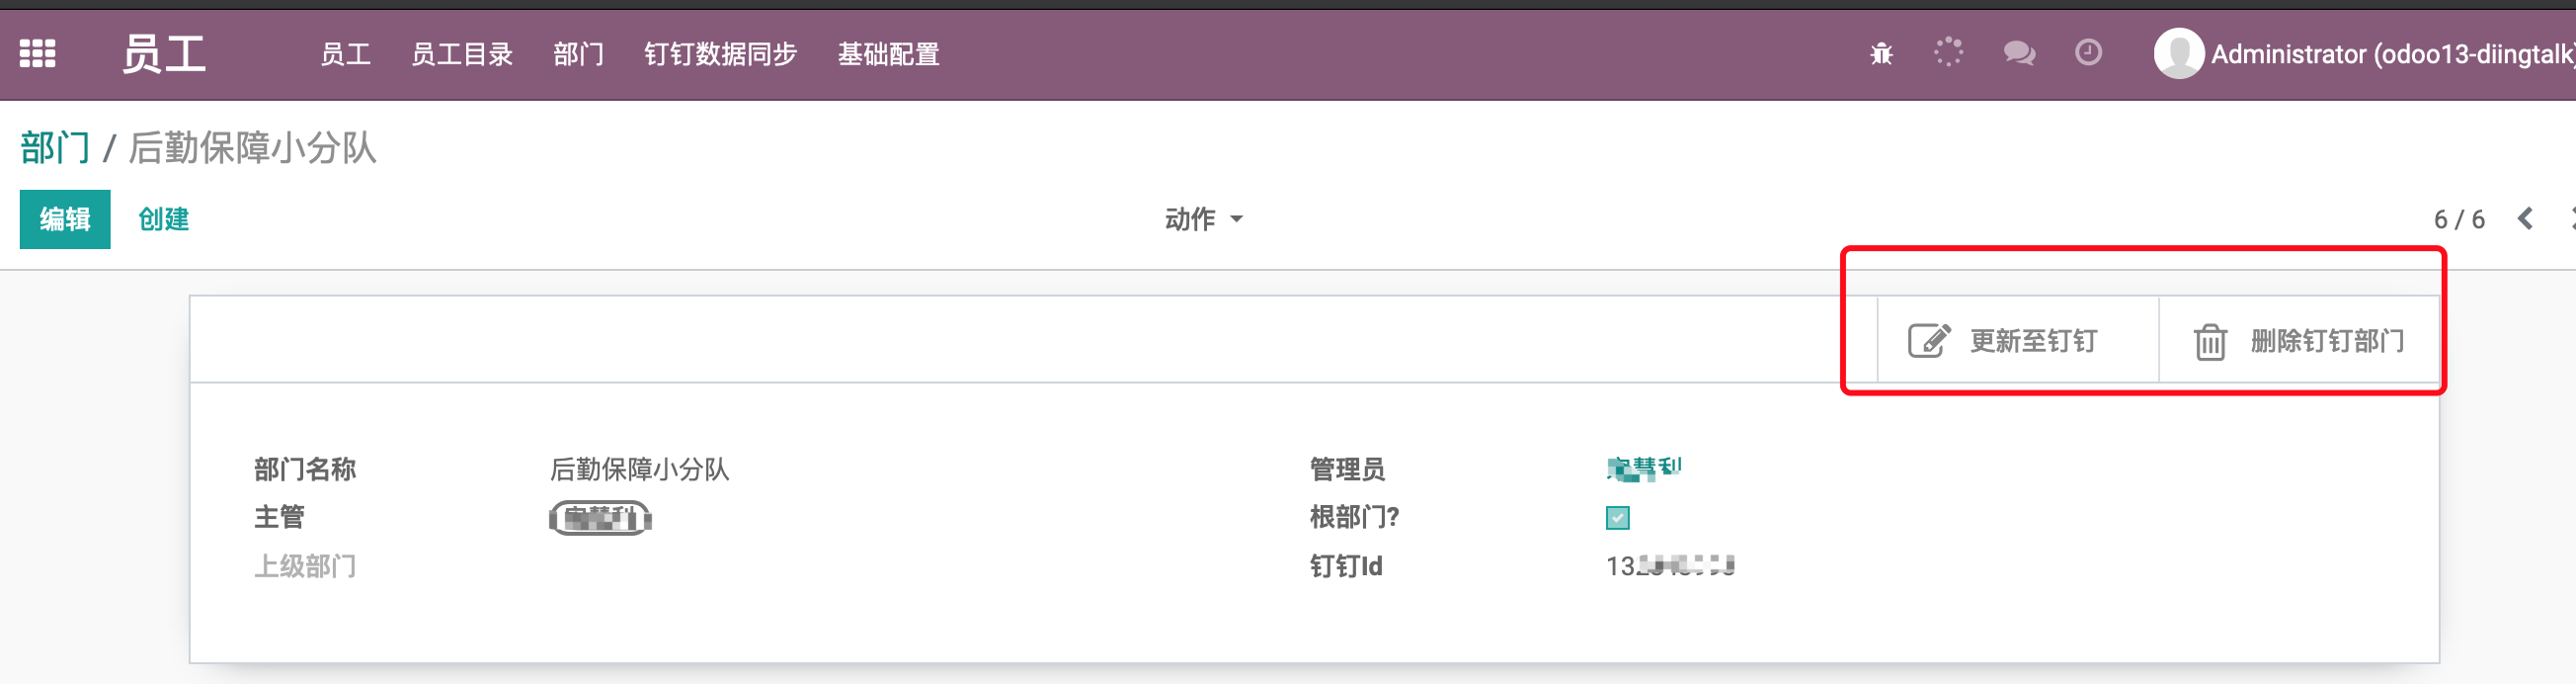 员工 员工 员工目录 部门 钉钉数据同步 基础配置 Administrator (odoo13-diingtalk)
部门 / 后勤保障小分队
编辑 创建 动作 6 / 6
更新至钉钉 删除钉钉部门
部门名称 后勤保障小分队 管理员
主管 根部门?
上级部门 钉钉Id